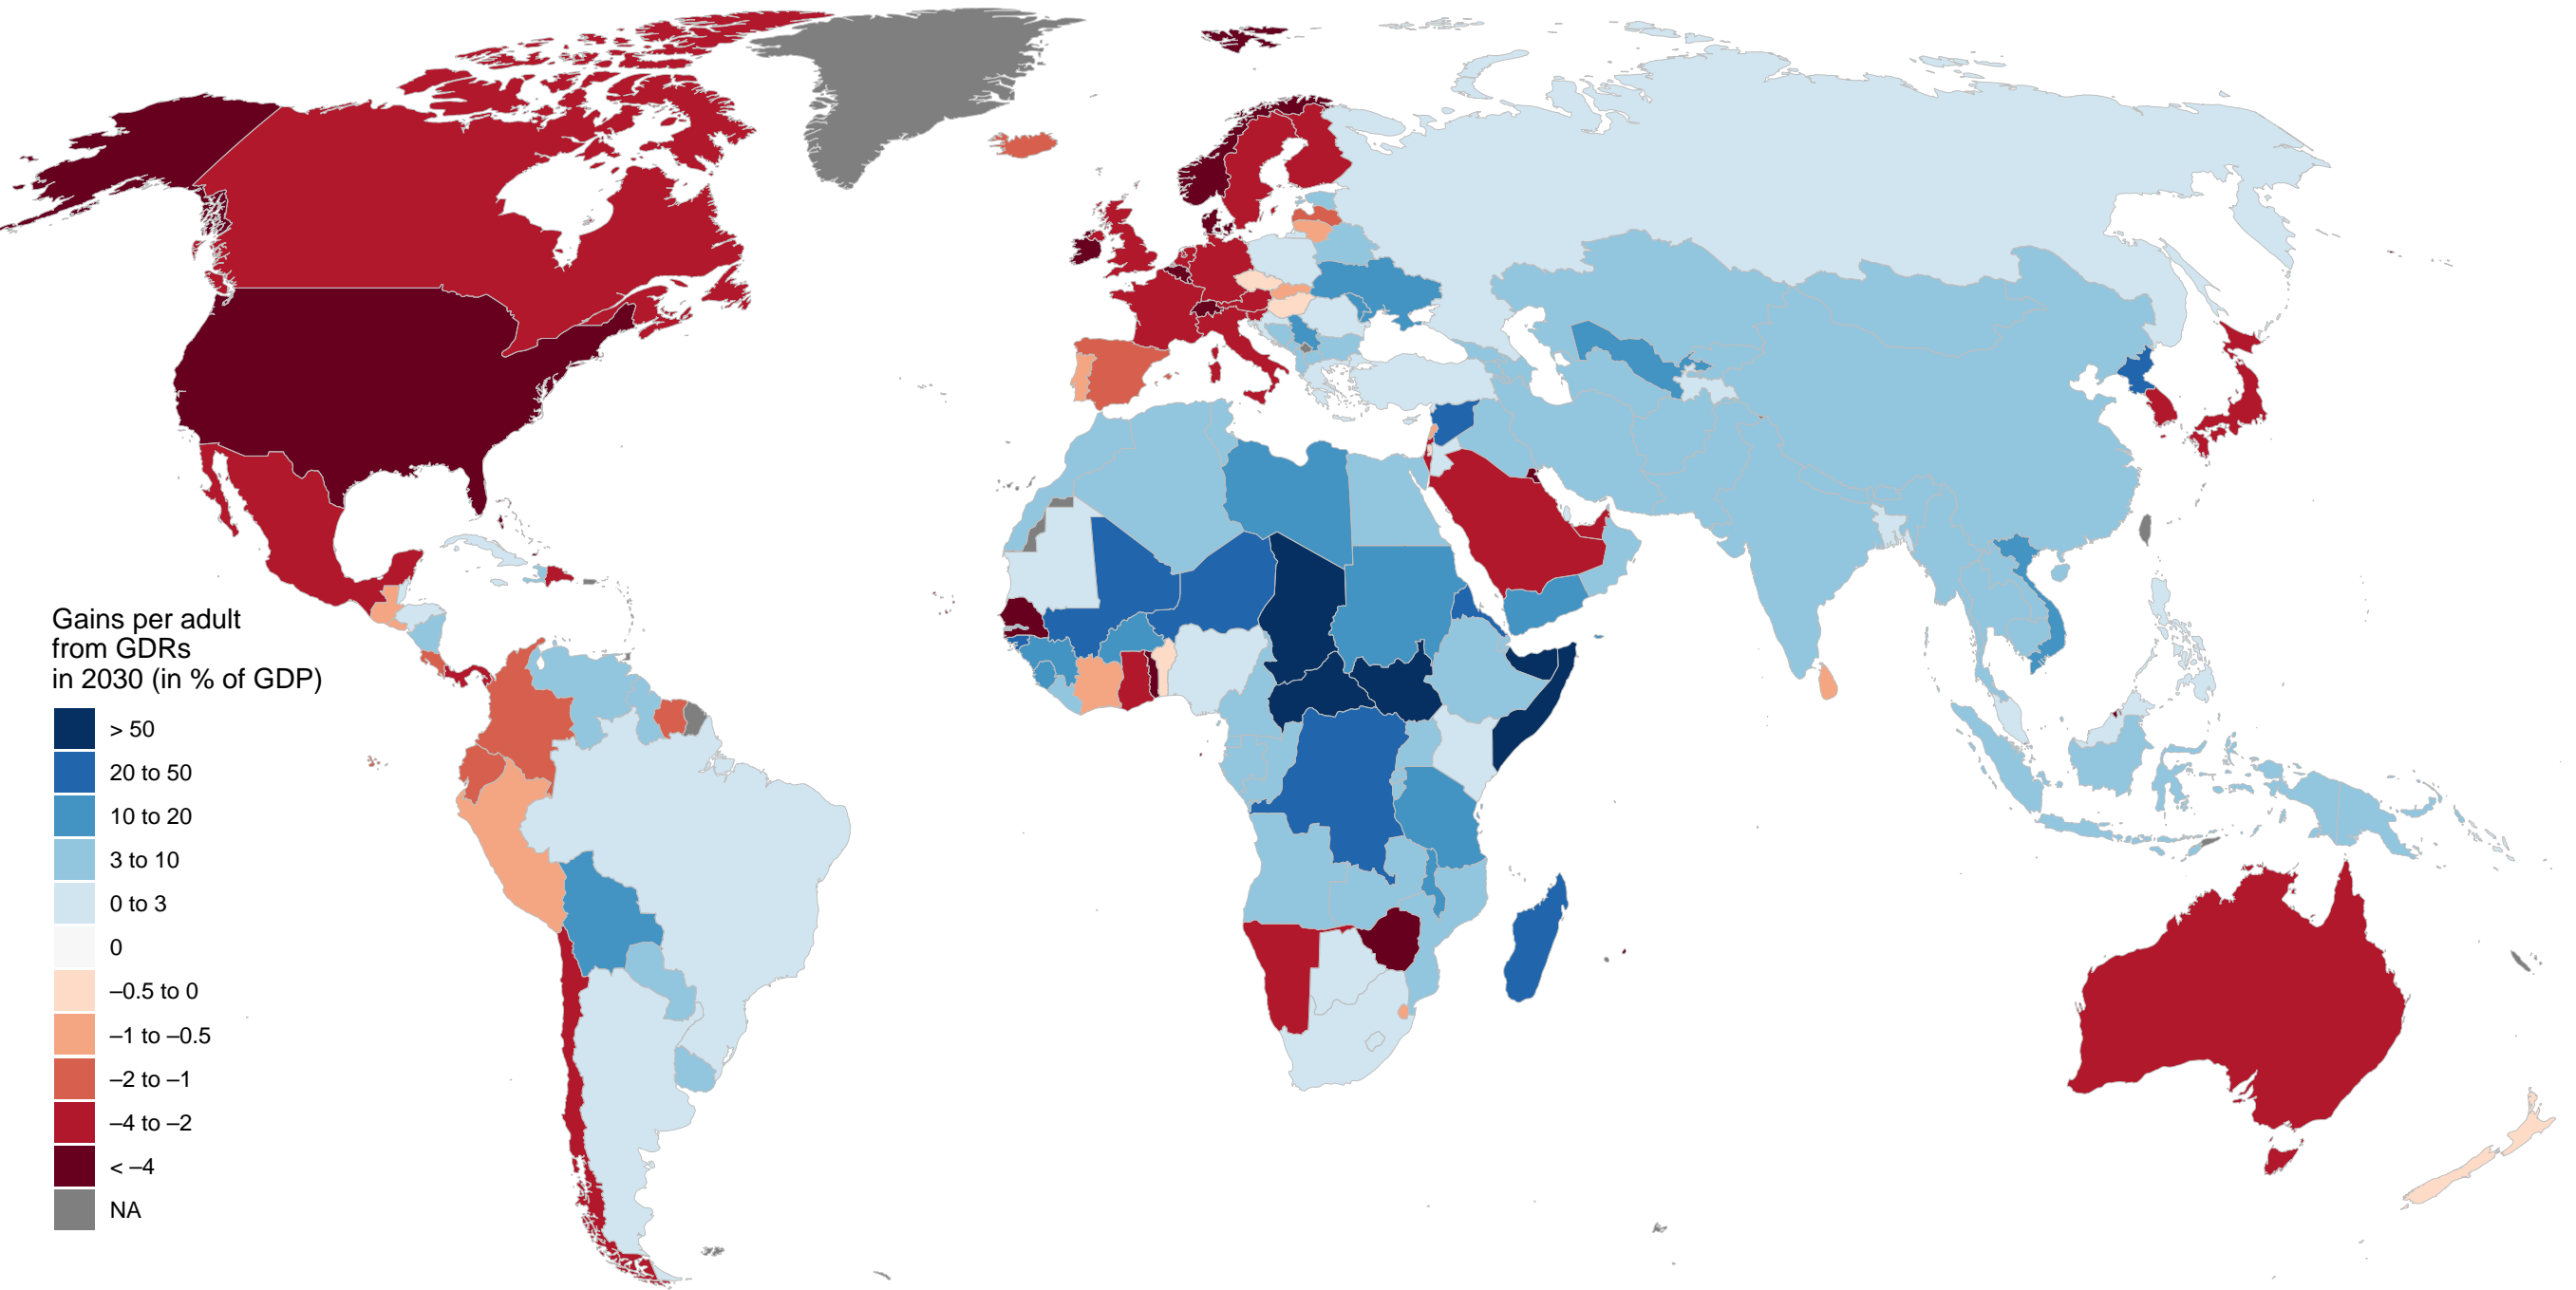 Gains per adult
from GDRs
in 2030 (in % of GDP)
> 50
20 to 50
10 to 20
3 to 10
0 to 3
0
–0.5 to 0
–1 to –0.5
–2 to –1
–4 to –2
< –4
NA